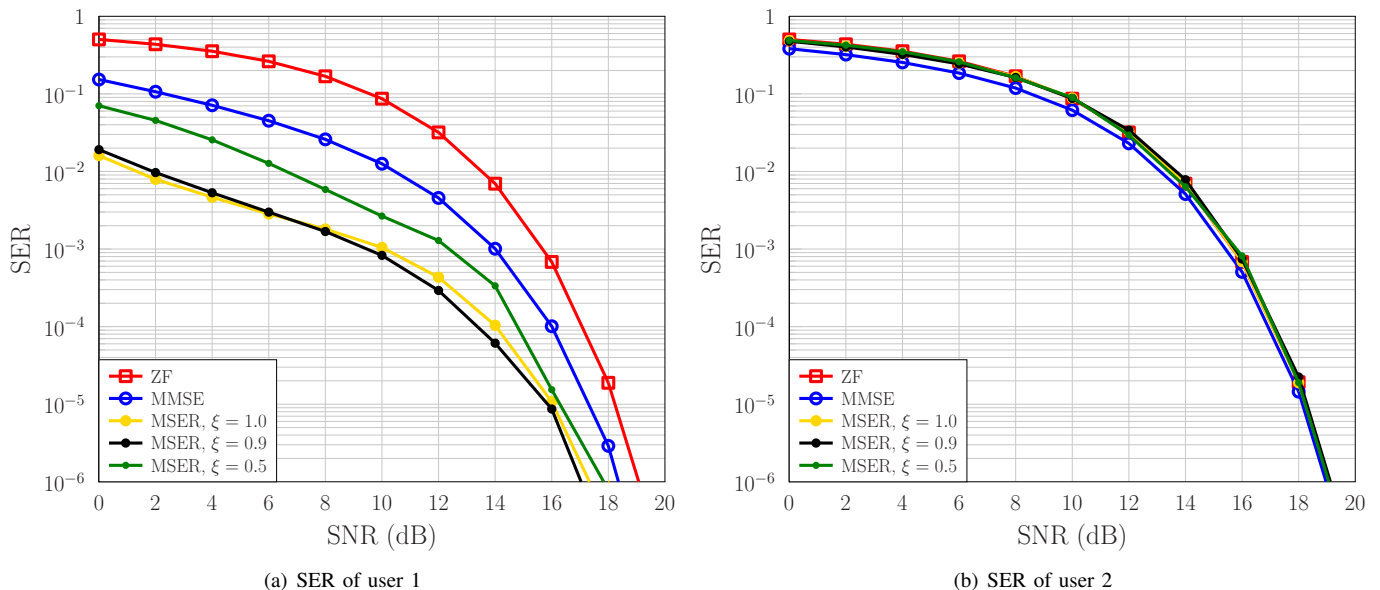 1
10^{-1}
10^{-2}
10^{-3}
10^{-4}
10^{-5}
10^{-6}
SER
ZF
MMSE
MSER, ξ = 1.0
MSER, ξ = 0.9
MSER, ξ = 0.5
0 2 4 6 8 10 12 14 16 18 20
SNR (dB)
(a) SER of user 1
1
10^{-1}
10^{-2}
10^{-3}
10^{-4}
10^{-5}
10^{-6}
SER
ZF
MMSE
MSER, ξ = 1.0
MSER, ξ = 0.9
MSER, ξ = 0.5
0 2 4 6 8 10 12 14 16 18 20
SNR (dB)
(b) SER of user 2